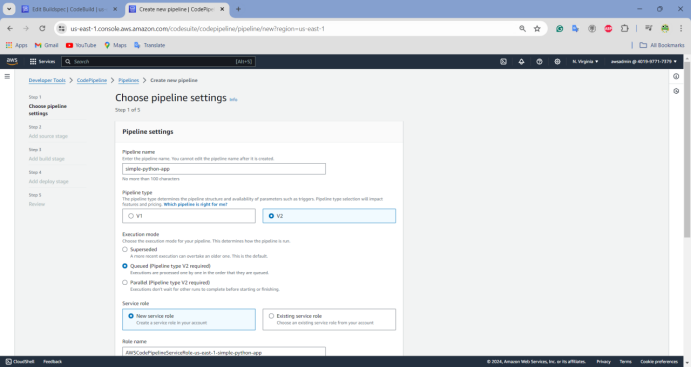 Edit Buildspec | CodeBuild | us-
Create new pipeline | CodePipe
us-east-1.console.aws.amazon.com/codesuite/codepipeline/pipeline/new?region=us-east-1
Apps
Gmail
YouTube
Maps
Translate
All Bookmarks
aws
Services
Search
[Alt+S]
N. Virginia
awsadmin @ 4019-9771-7379
Developer Tools > CodePipeline > Pipelines > Create new pipeline
Step 1
Choose pipeline
settings
Step 2
Add source stage
Step 3
Add build stage
Step 4
Add deploy stage
Step 5
Review
Choose pipeline settings Info
Step 1 of 5
Pipeline settings
Pipeline name
Enter the pipeline name. You cannot edit the pipeline name after it is created.
simple-python-app
No more than 100 characters
Pipeline type
The pipeline type determines the pipeline structure and availability of parameters such as triggers. Pipeline type selection will impact
features and pricing. Which pipeline is right for me?
V1
V2
Execution mode
Choose the execution mode for your pipeline. This determines how the pipeline is run.
Superseded
A more recent execution can overtake an older one. This is the default.
Queued (Pipeline type V2 required)
Executions are processed one by one in the order that they are queued.
Parallel (Pipeline type V2 required)
Executions don't wait for other runs to complete before starting or finishing.
Service role
New service role
Create a service role in your account
Existing service role
Choose an existing service role from your account
Role name
AWSCodePipelineServiceRole-us-east-1-simple-python-app
CloudShell
Feedback
© 2024, Amazon Web Services, Inc. or its affiliates.
Privacy
Terms
Cookie preferences